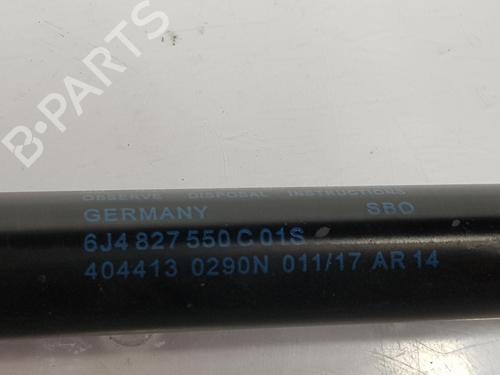 B-PARTS
OBSERVE DISPOSAL INSTRUCTIONS
GERMANY SBO
6J4 827 550 C 01S
404413 0290N 011/17 AR 14